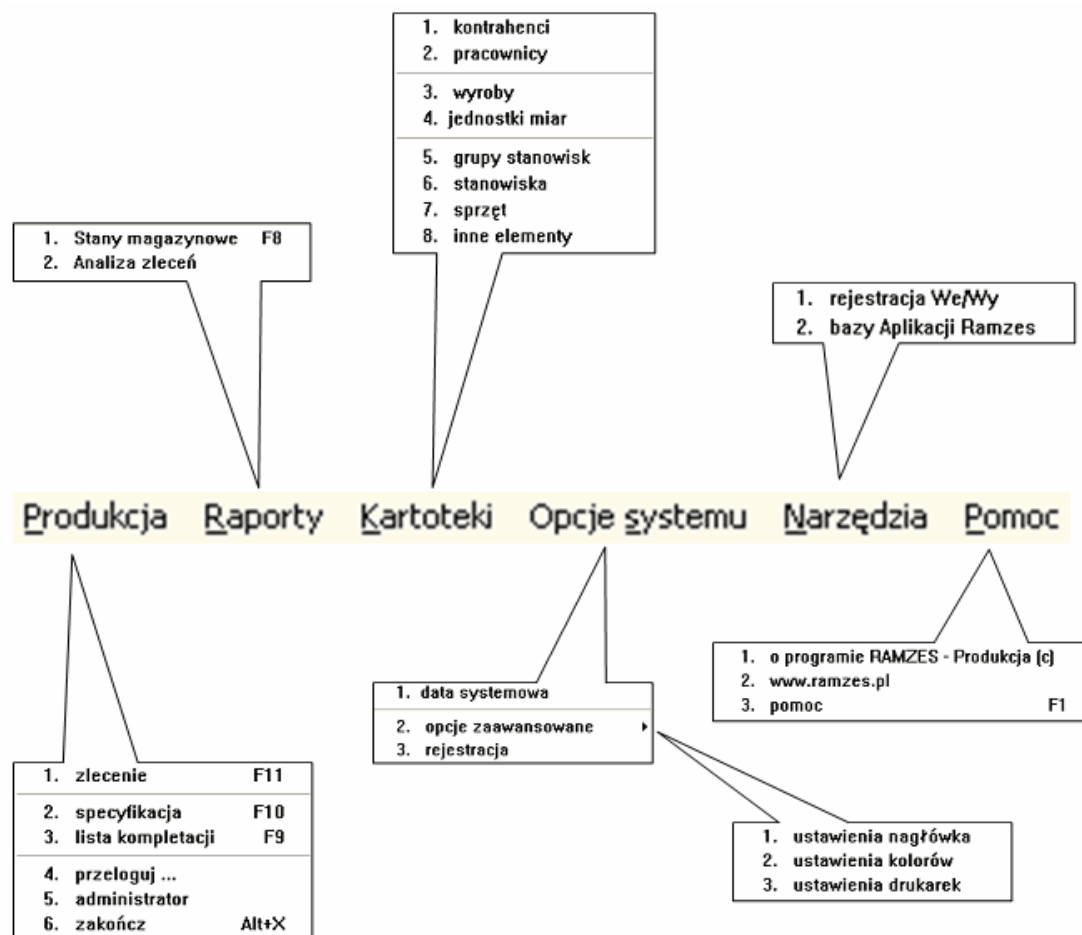 1. kontrahenci
2. pracownicy
3. wyroby
4. jednostki miar
5. grupy stanowisk
6. stanowiska
7. sprzęt
8. inne elementy
1. Stany magazynowe F8
2. Analiza zleceń
1. rejestracja We/Wy
2. bazy Aplikacji Ramzes
Produkcja Raporty Kartoteki Opcje systemu Narzędzia Pomoc
1. o programie RAMZES - Produkcja (c)
2. www.ramzes.pl
3. pomoc F1
1. data systemowa
2. opcje zaawansowane
3. rejestracja
1. zlecenie F11
2. specyfikacja F10
3. lista kompletacji F9
4. przeloguj ...
5. administrator
6. zakończ Alt+X
1. ustawienia nagłówka
2. ustawienia kolorów
3. ustawienia drukarek